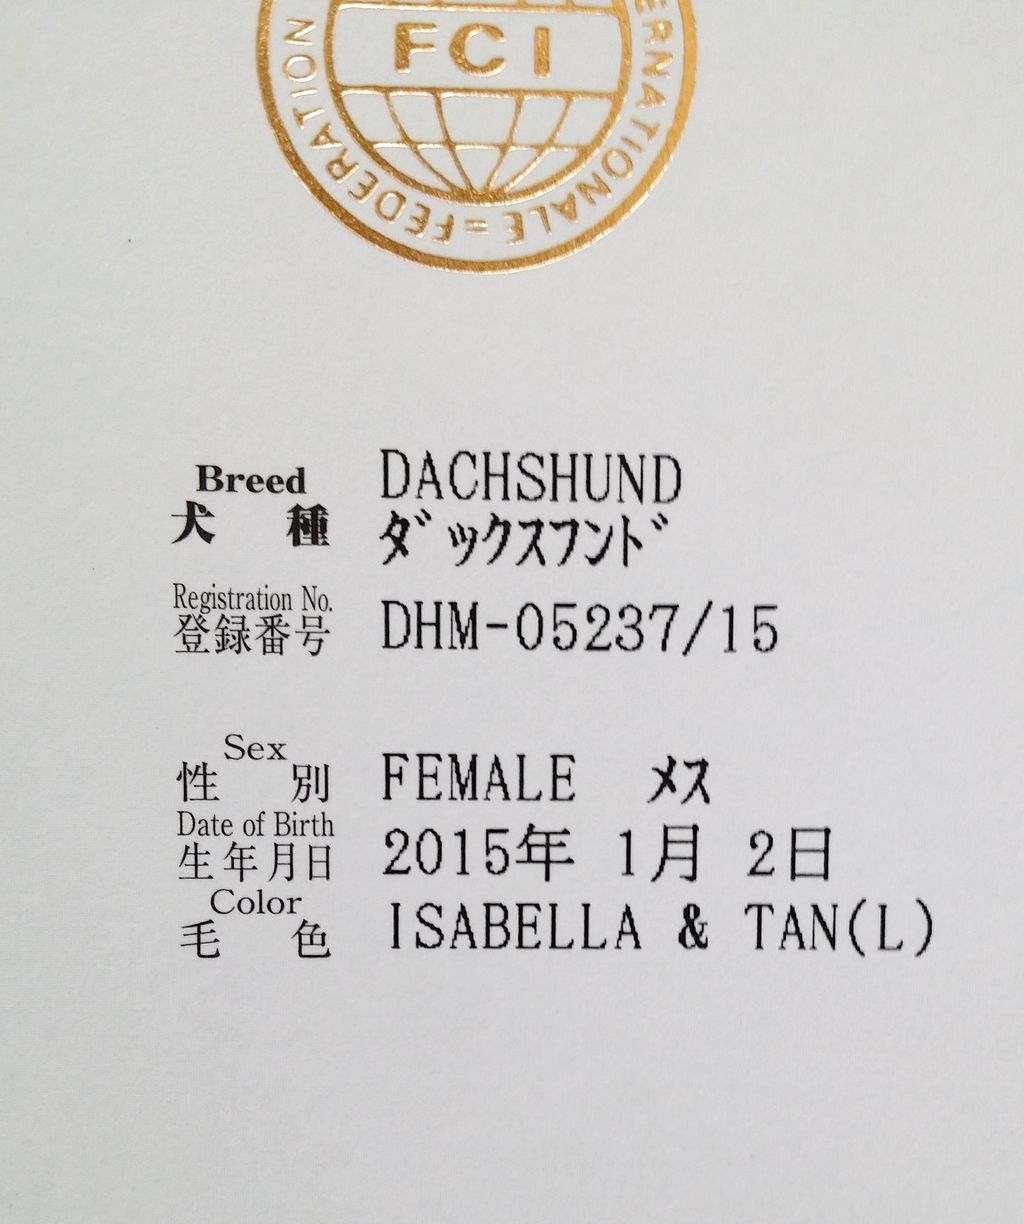 FCI
FEDERATION
ERNATIONALE =
Breed
犬種 DACHSHUND
ダックスフンド
Registration No.
登録番号 DHM-05237/15
Sex
性別 FEMALE メス
Date of Birth
生年月日 2015年 1月 2日
Color
毛色 ISABELLA & TAN(L)